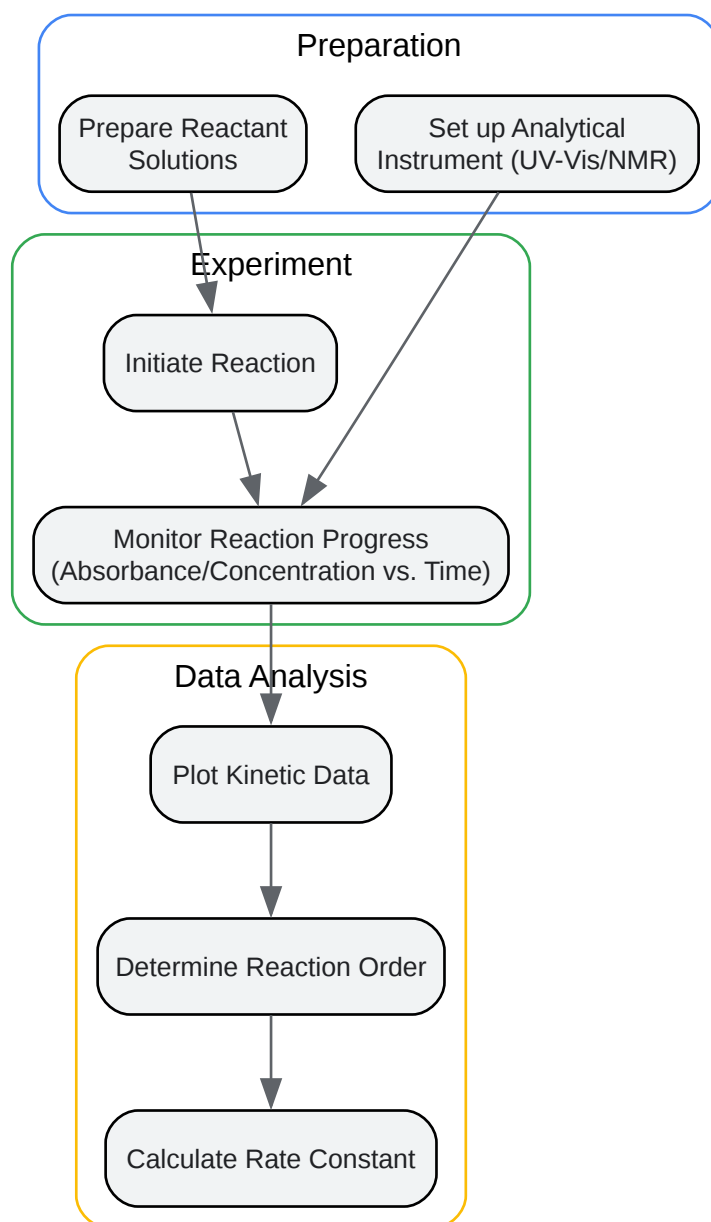 Preparation
Prepare Reactant
Solutions
Set up Analytical
Instrument (UV-Vis/NMR)
Experiment
Initiate Reaction
Monitor Reaction Progress
(Absorbance/Concentration vs. Time)
Data Analysis
Plot Kinetic Data
Determine Reaction Order
Calculate Rate Constant